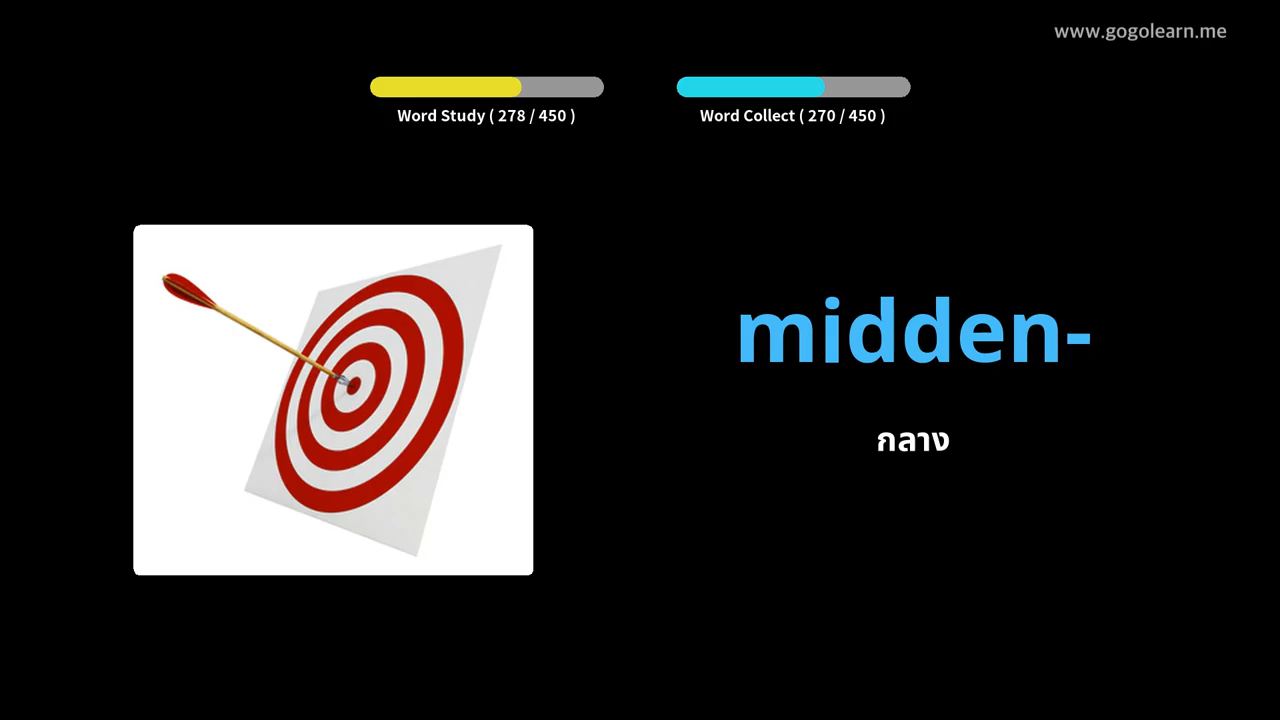 www.gogolearn.me
Word Study ( 278 / 450 )
Word Collect ( 270 / 450 )
midden-
กลาง